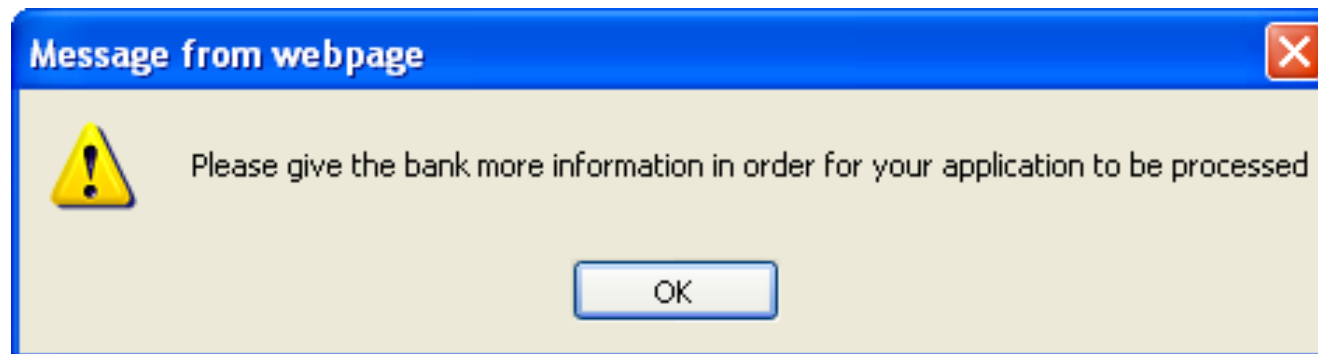 Message from webpage
Please give the bank more information in order for your application to be processed
OK